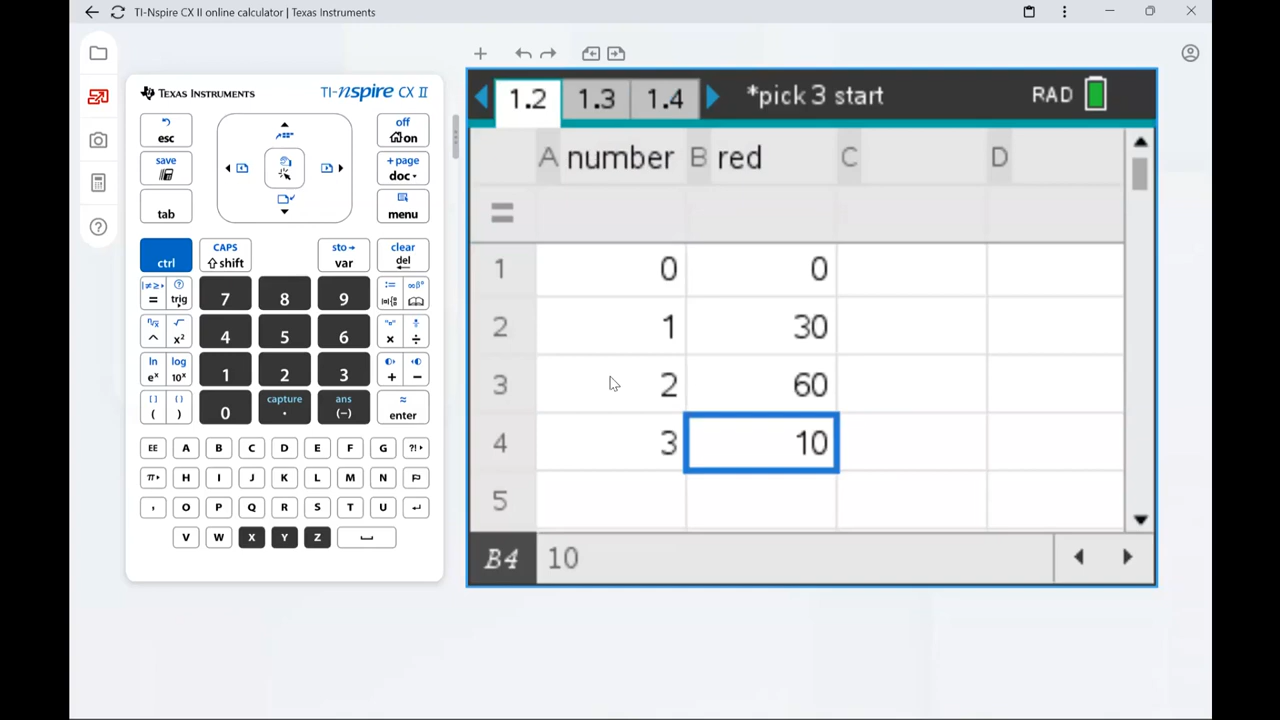 TI-Nspire CX II online calculator | Texas Instruments
TEXAS INSTRUMENTS
TI-nspire CX II
esc
save
tab
off
on
+ page
doc
menu
ctrl
CAPS
shift
sto→
var
clear
del
= trig 7 8 9
^ x² 4 5 6 × ÷
ln log
eˣ 10ˣ 1 2 3 + −
( ) 0 capture . ans (−) ≈ enter
EE A B C D E F G ?!
π H I J K L M N
, O P Q R S T U
V W X Y Z
1.2 1.3 1.4 *pick 3 start RAD
A number B red C D
=
1 0 0
2 1 30
3 2 60
4 3 10
5
B4 10